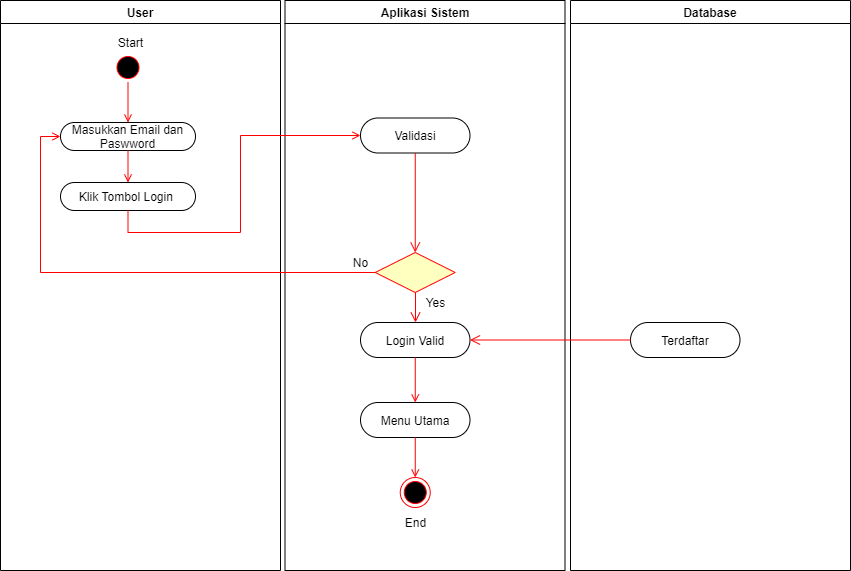 User
Aplikasi Sistem
Database
Start
Masukkan Email dan
Paswword
Validasi
Klik Tombol Login
No
Yes
Login Valid
Terdaftar
Menu Utama
End